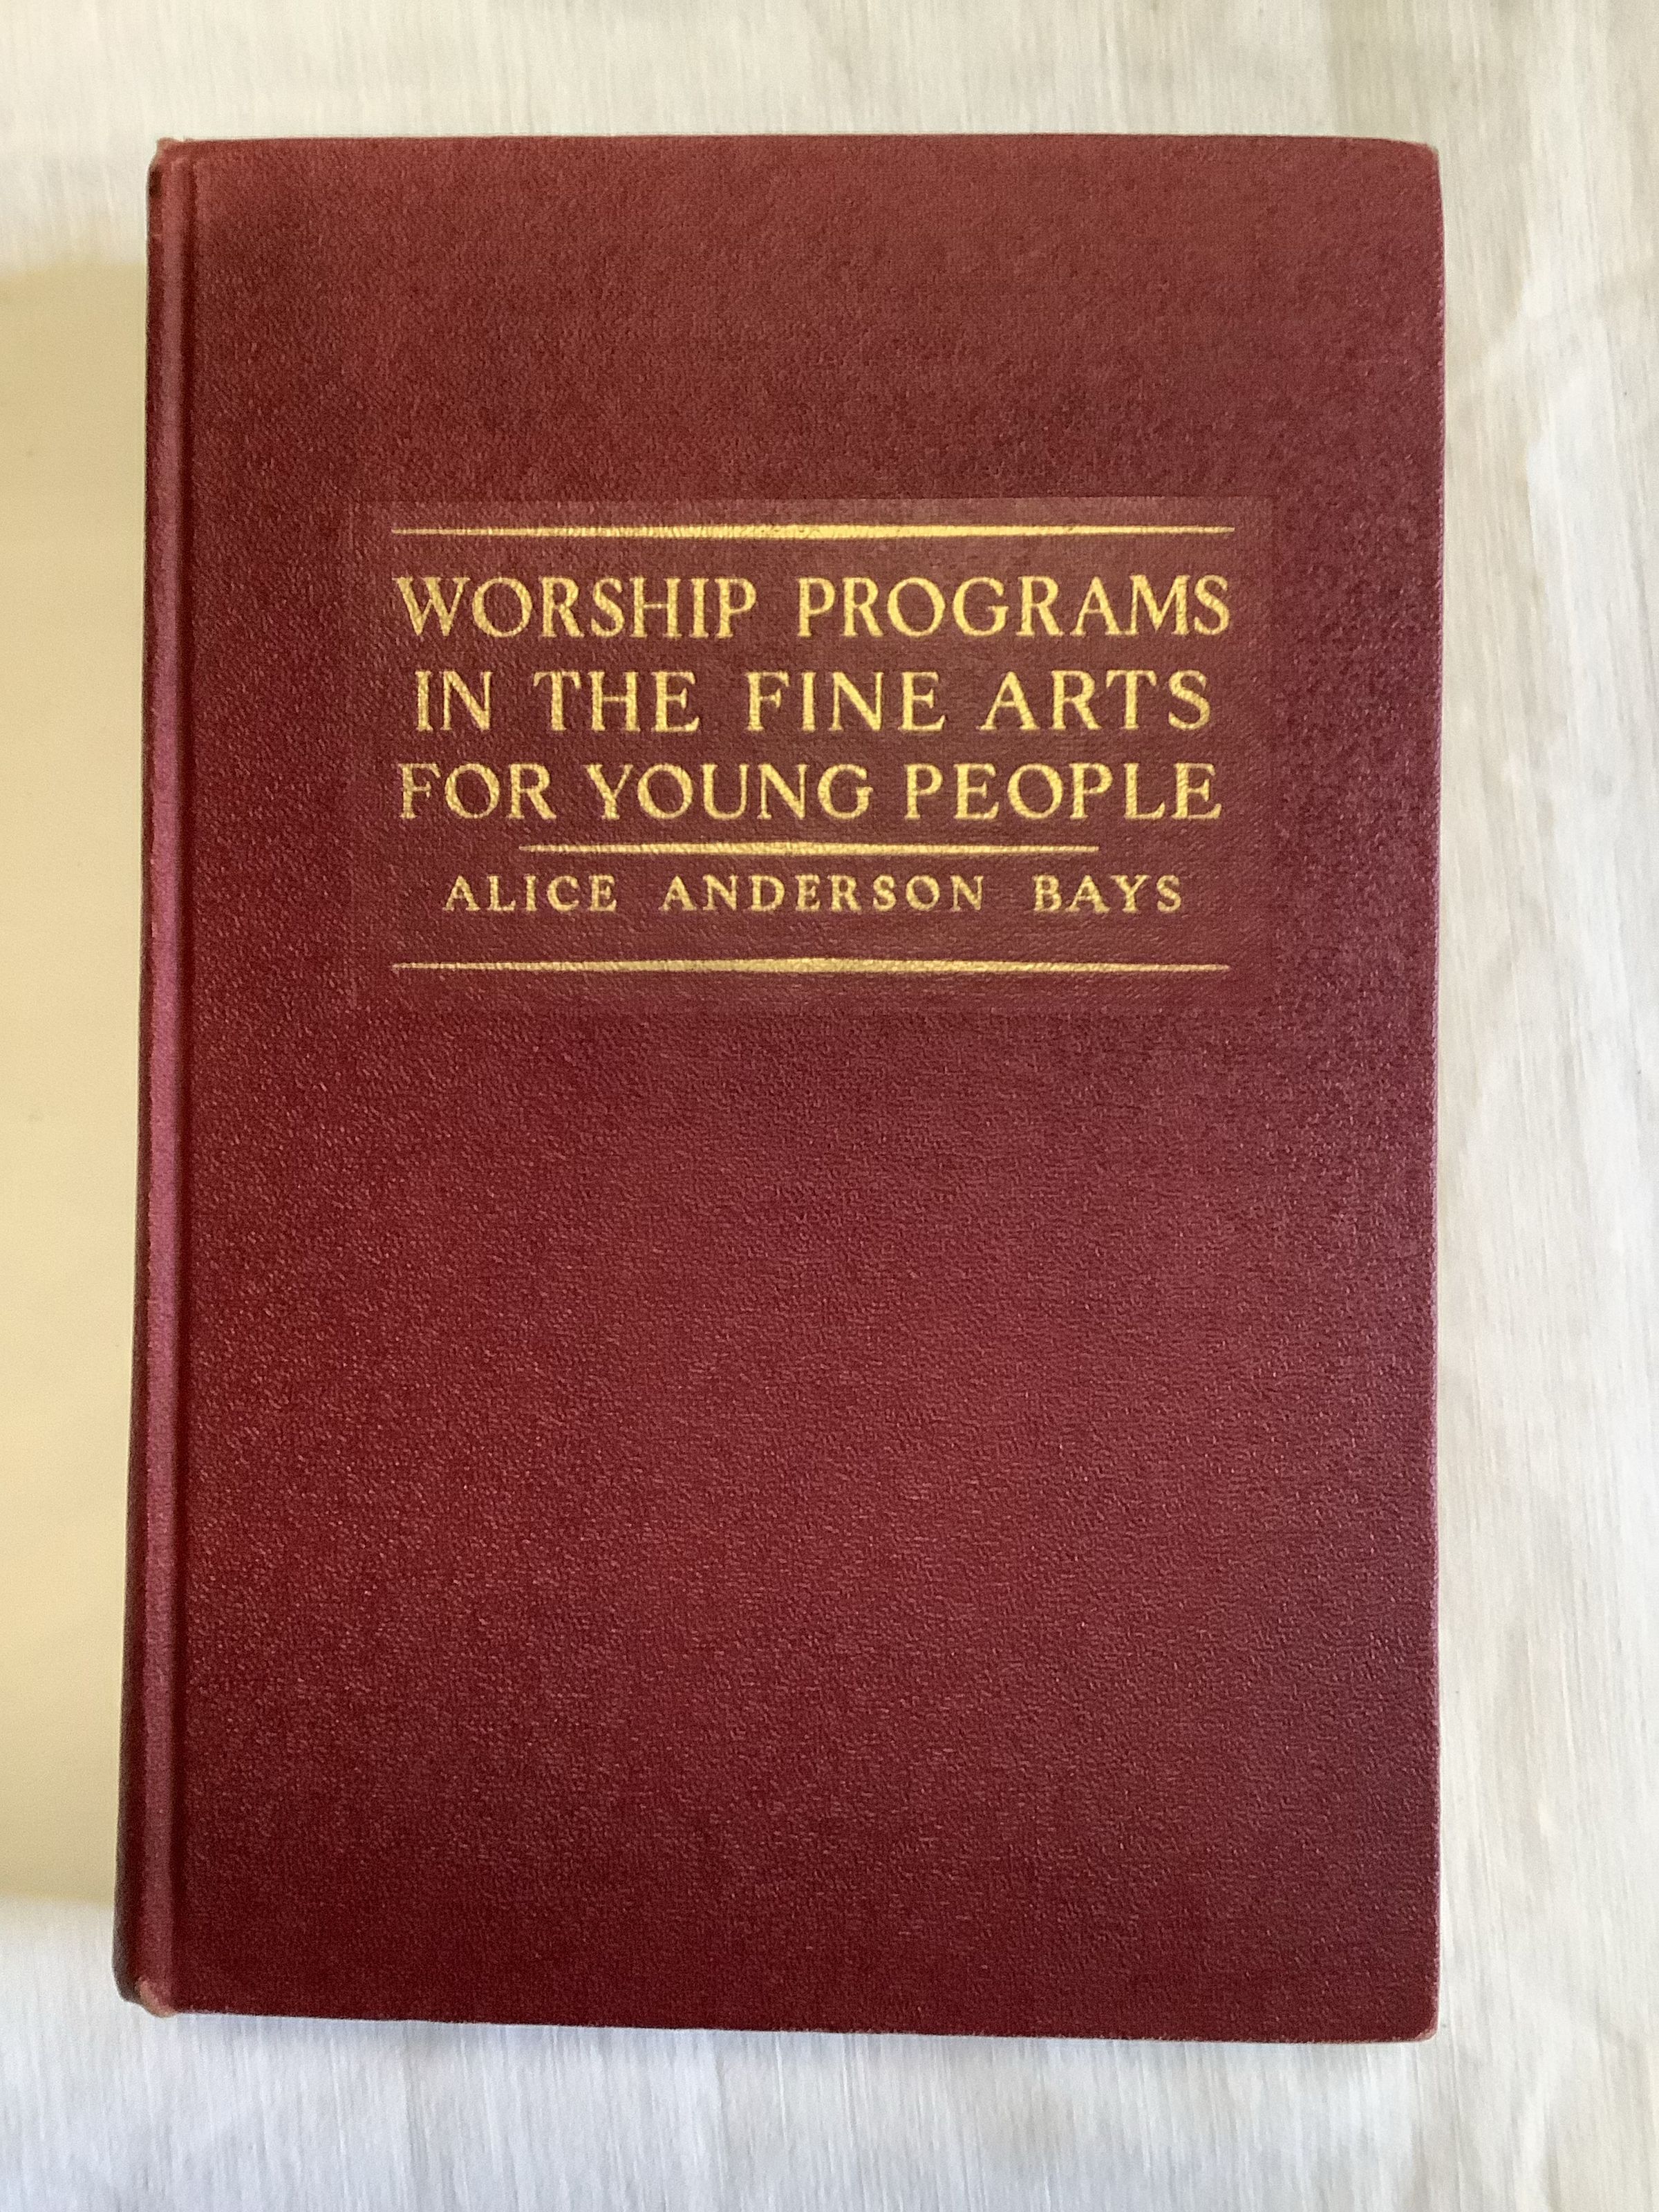 WORSHIP PROGRAMS
IN THE FINE ARTS
FOR YOUNG PEOPLE
ALICE ANDERSON BAYS